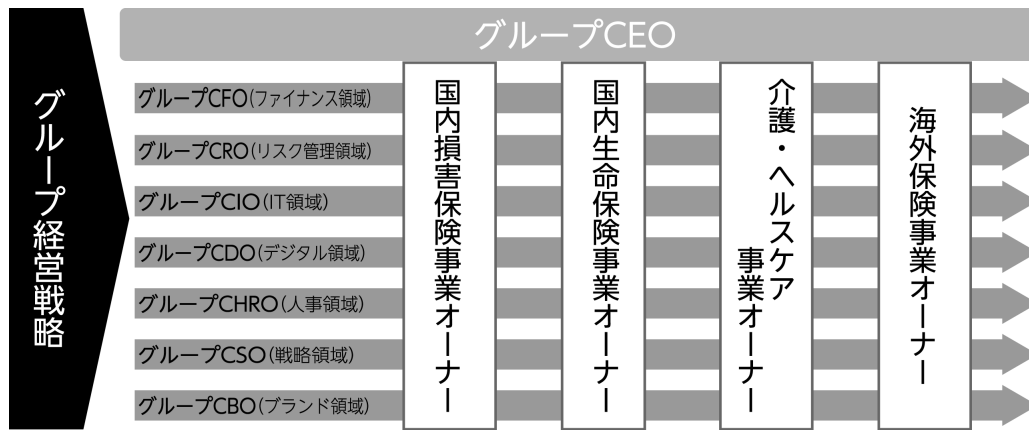 グループ経営戦略
グループCEO
グループCFO(ファイナンス領域)
グループCRO(リスク管理領域)
グループCIO(IT領域)
グループCDO(デジタル領域)
グループCHRO(人事領域)
グループCSO(戦略領域)
グループCBO(ブランド領域)
国内損害保険事業オーナー
国内生命保険事業オーナー
介護・ヘルスケア
事業オーナー
海外保険事業オーナー